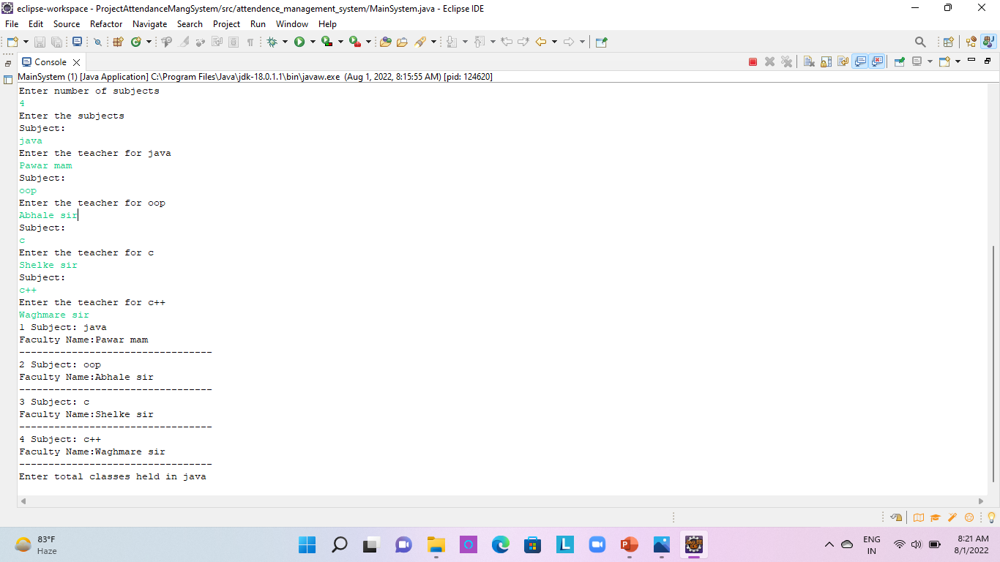 eclipse-workspace - ProjectAttendanceMangSystem/src/attendence_management_system/MainSystem.java - Eclipse IDE
File Edit Source Refactor Navigate Search Project Run Window Help
Console
MainSystem (1) [Java Application] C:\Program Files\Java\jdk-18.0.1.1\bin\javaw.exe (Aug 1, 2022, 8:15:55 AM) [pid: 124620]
Enter number of subjects
4
Enter the subjects
Subject:
java
Enter the teacher for java
Pawar mam
Subject:
oop
Enter the teacher for oop
Abhale sir
Subject:
c
Enter the teacher for c
Shelke sir
Subject:
c++
Enter the teacher for c++
Waghmare sir
1 Subject: java
Faculty Name:Pawar mam
---------------------------------
2 Subject: oop
Faculty Name:Abhale sir
---------------------------------
3 Subject: c
Faculty Name:Shelke sir
---------------------------------
4 Subject: c++
Faculty Name:Waghmare sir
---------------------------------
Enter total classes held in java
83°F
Haze
ENG
IN
8:21 AM
8/1/2022